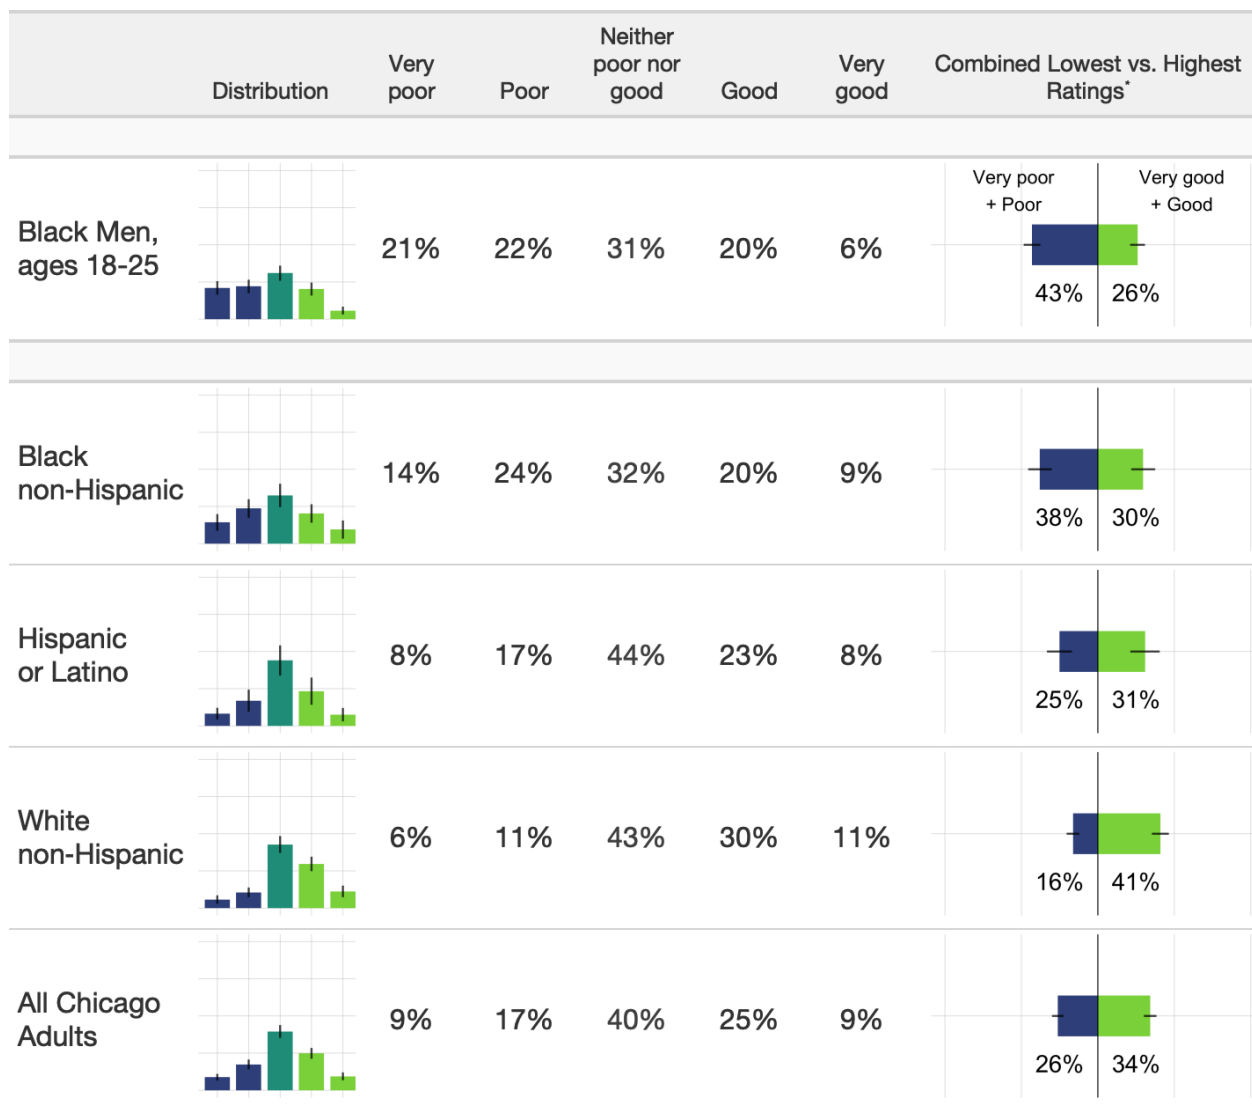 Distribution
Very
poor
Poor
Neither
poor nor
good
Good
Very
good
Combined Lowest vs. Highest
Ratings*
Black Men,
ages 18-25
21%
22%
31%
20%
6%
Very poor
+ Poor
Very good
+ Good
43%
26%
Black
non-Hispanic
14%
24%
32%
20%
9%
38%
30%
Hispanic
or Latino
8%
17%
44%
23%
8%
25%
31%
White
non-Hispanic
6%
11%
43%
30%
11%
16%
41%
All Chicago
Adults
9%
17%
40%
25%
9%
26%
34%